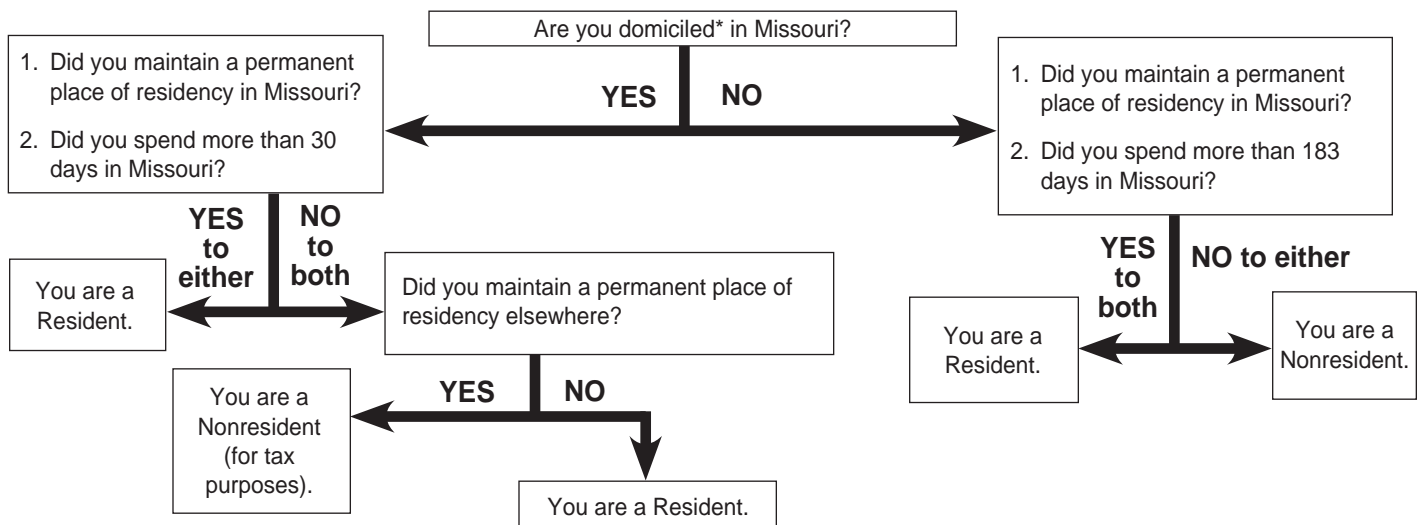 Are you domiciled* in Missouri?
YES
NO
1. Did you maintain a permanent
place of residency in Missouri?
2. Did you spend more than 30
days in Missouri?
YES
to
either
NO
to
both
You are a
Resident.
Did you maintain a permanent place of
residency elsewhere?
YES
NO
You are a
Nonresident
(for tax
purposes).
You are a Resident.
1. Did you maintain a permanent
place of residency in Missouri?
2. Did you spend more than 183
days in Missouri?
YES
to
both
NO to either
You are a
Resident.
You are a
Nonresident.